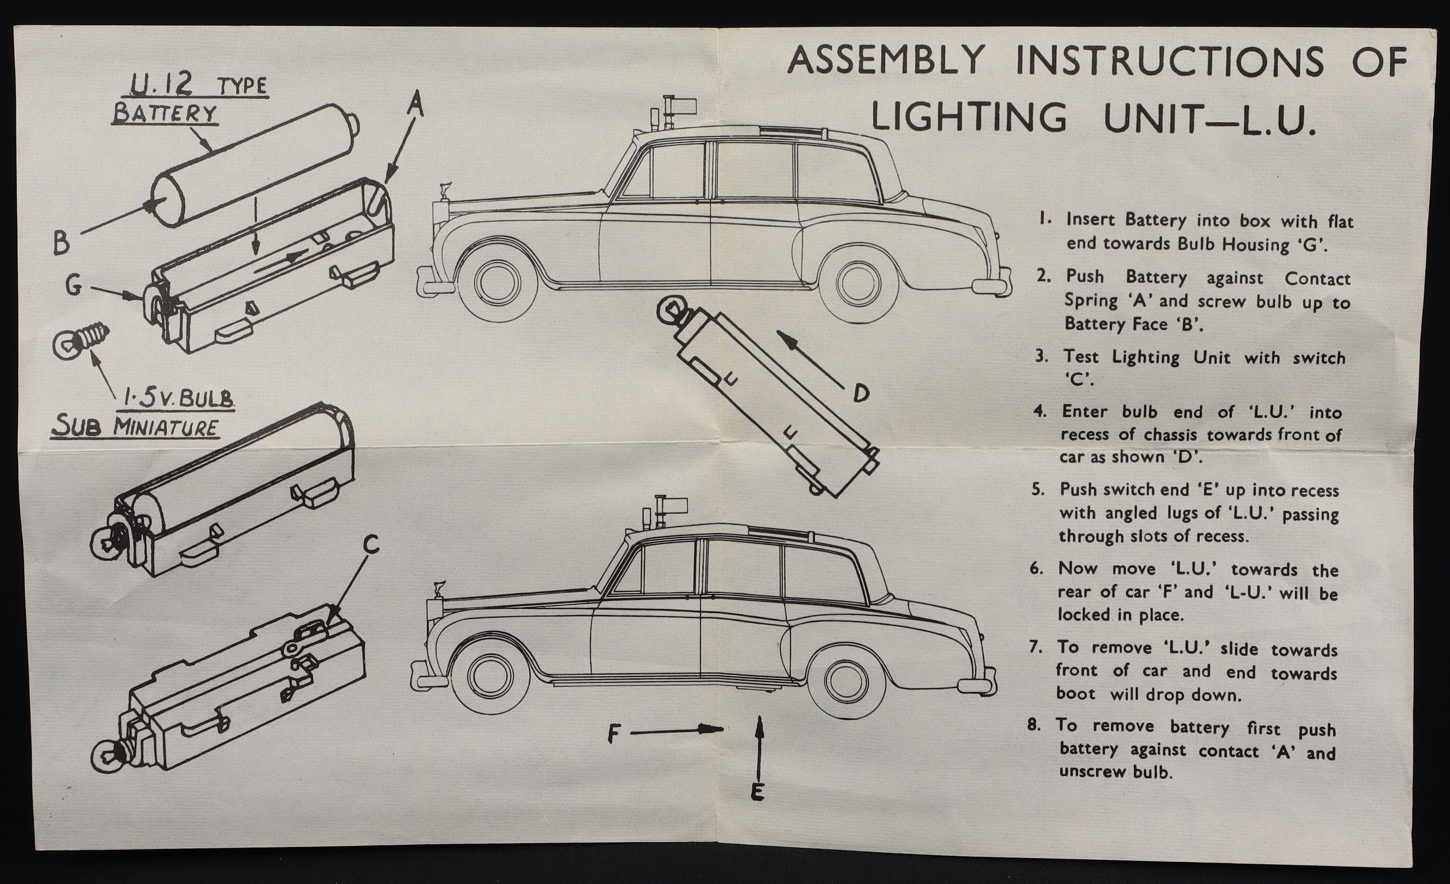 ASSEMBLY INSTRUCTIONS OF
LIGHTING UNIT—L.U.
U.12 TYPE
BATTERY
A
B
G
1·5V. BULB
SUB MINIATURE
C
D
F
E
1. Insert Battery into box with flat
end towards Bulb Housing ‘G’.
2. Push Battery against Contact
Spring ‘A’ and screw bulb up to
Battery Face ‘B’.
3. Test Lighting Unit with switch
‘C’.
4. Enter bulb end of ‘L.U.’ into
recess of chassis towards front of
car as shown ‘D’.
5. Push switch end ‘E’ up into recess
with angled lugs of ‘L.U.’ passing
through slots of recess.
6. Now move ‘L.U.’ towards the
rear of car ‘F’ and ‘L-U.’ will be
locked in place.
7. To remove ‘L.U.’ slide towards
front of car and end towards
boot will drop down.
8. To remove battery first push
battery against contact ‘A’ and
unscrew bulb.